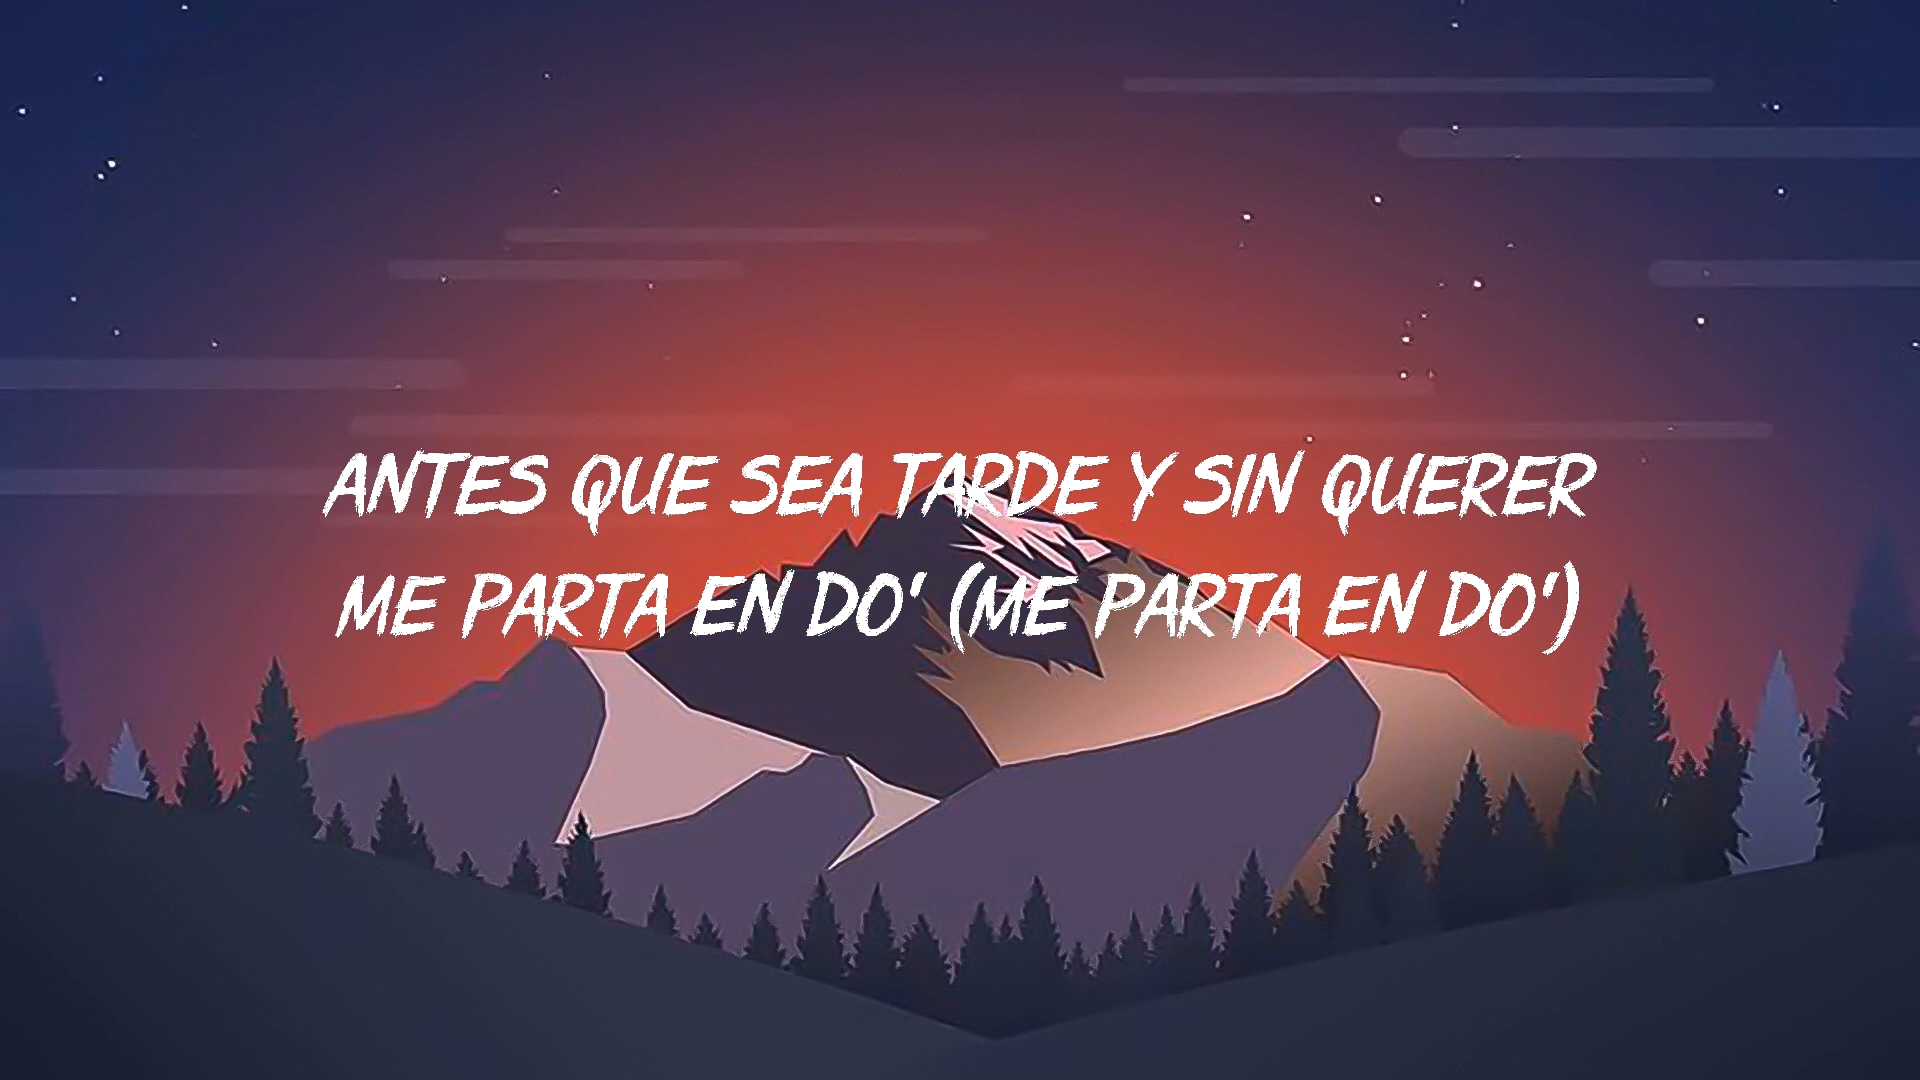 ANTES QUE SEA TARDE Y SIN QUERER
ME PARTA EN DO' (ME PARTA EN DO')